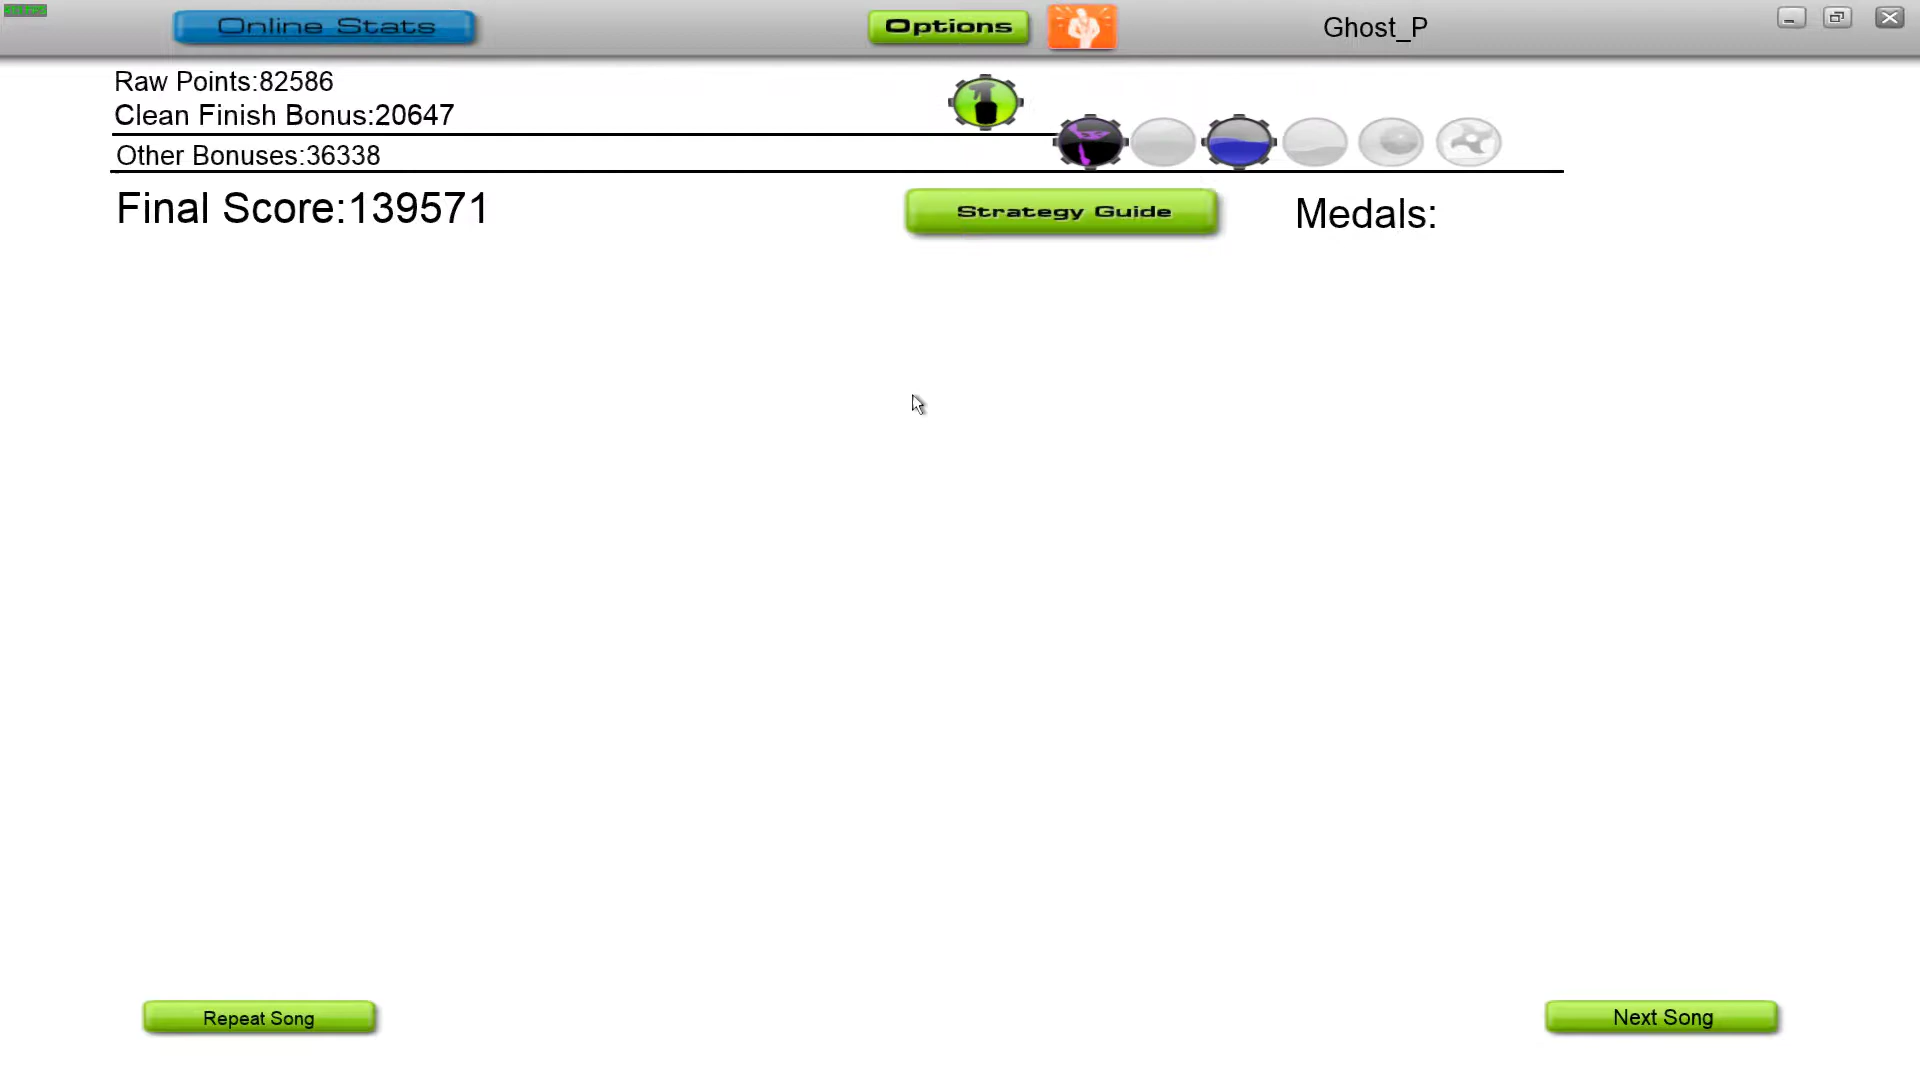 Online Stats
Options
Ghost_P
Raw Points:82586
Clean Finish Bonus:20647
Other Bonuses:36338
Final Score:139571
Strategy Guide
Medals:
Repeat Song
Next Song